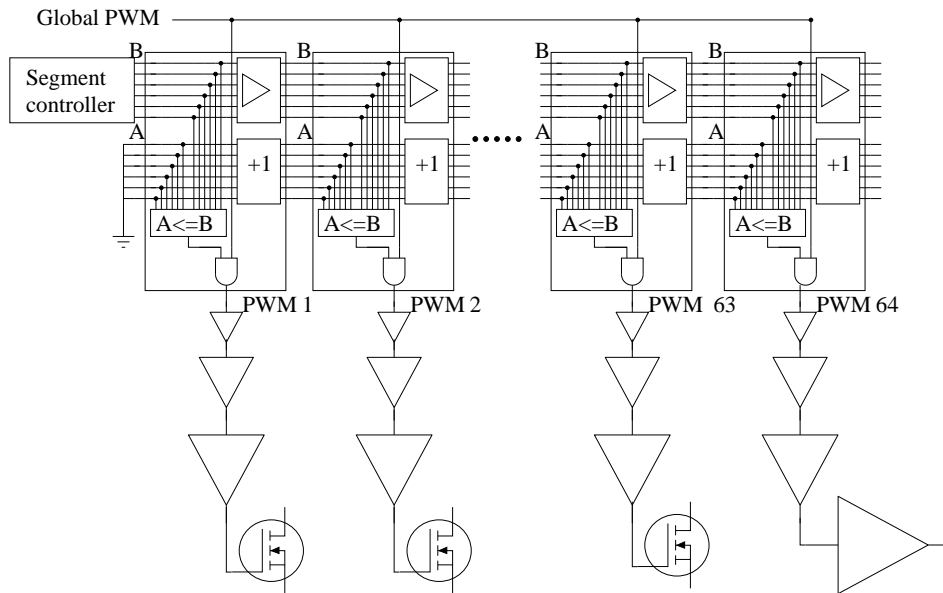 Global PWM
B B B B
Segment
controller
A A A A
+1 +1 +1 +1
A<=B A<=B A<=B A<=B
PWM 1 PWM 2 PWM 63 PWM 64